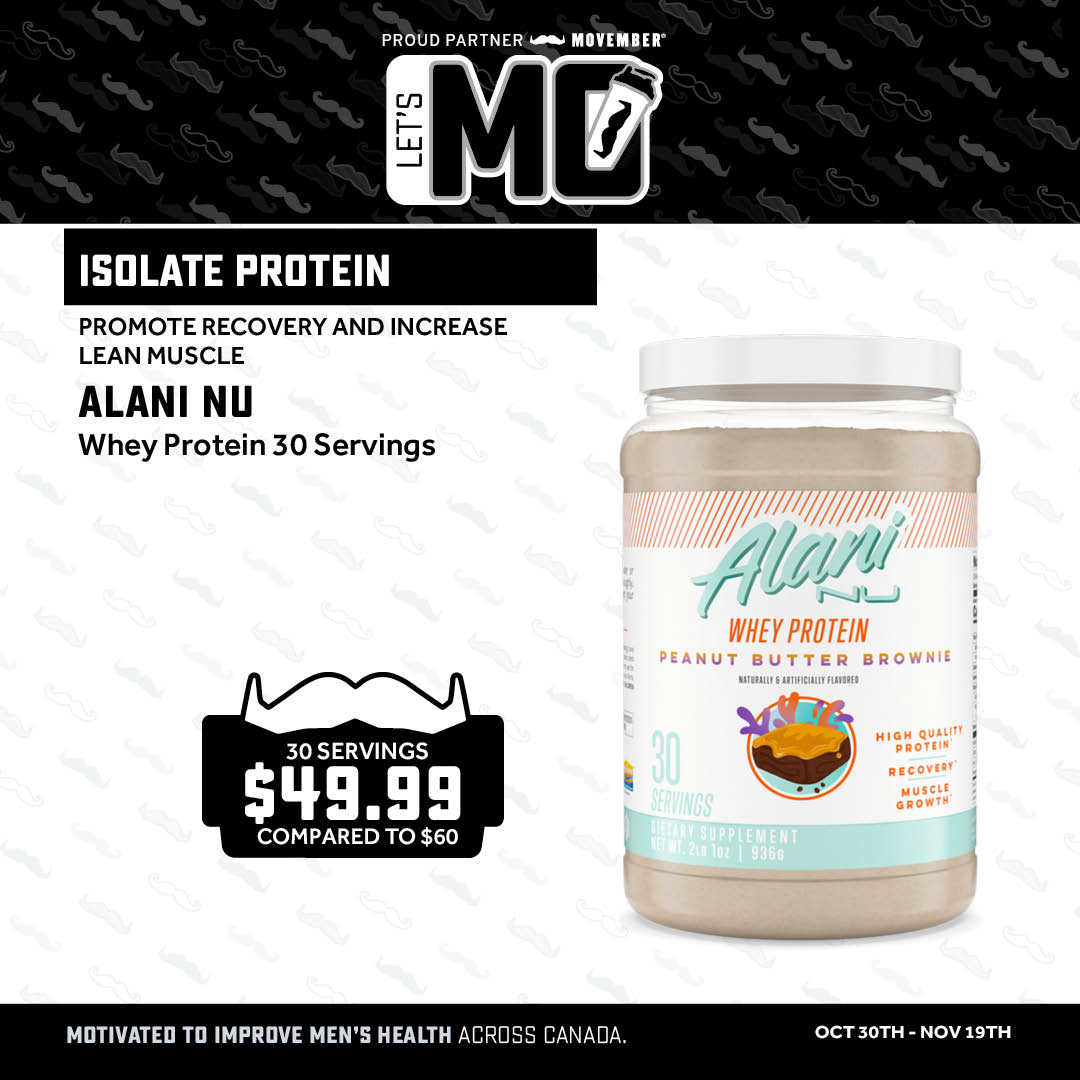 PROUD PARTNER MOVEMBER®
LET'S
MO
ISOLATE PROTEIN
PROMOTE RECOVERY AND INCREASE
LEAN MUSCLE
ALANI NU
Whey Protein 30 Servings
30 SERVINGS
$49.99
COMPARED TO $60
Alani
NU
WHEY PROTEIN
PEANUT BUTTER BROWNIE
NATURALLY & ARTIFICIALLY FLAVORED
HIGH QUALITY
PROTEIN*
RECOVERY*
MUSCLE
GROWTH*
30
SERVINGS
DIETARY SUPPLEMENT
NET WT. 2LB 1OZ | 936G
MOTIVATED TO IMPROVE MEN'S HEALTH ACROSS CANADA.
OCT 30TH - NOV 19TH